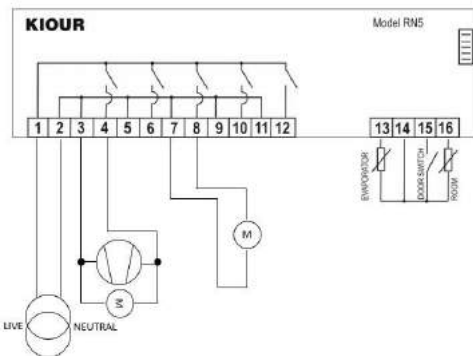 KIOUR
Model RN5
1 2 3 4 5 6 7 8 9 10 11 12
13 14 15 16
EVAPORATOR
DOOR SWITCH
ROOM
M
M
LIVE
NEUTRAL